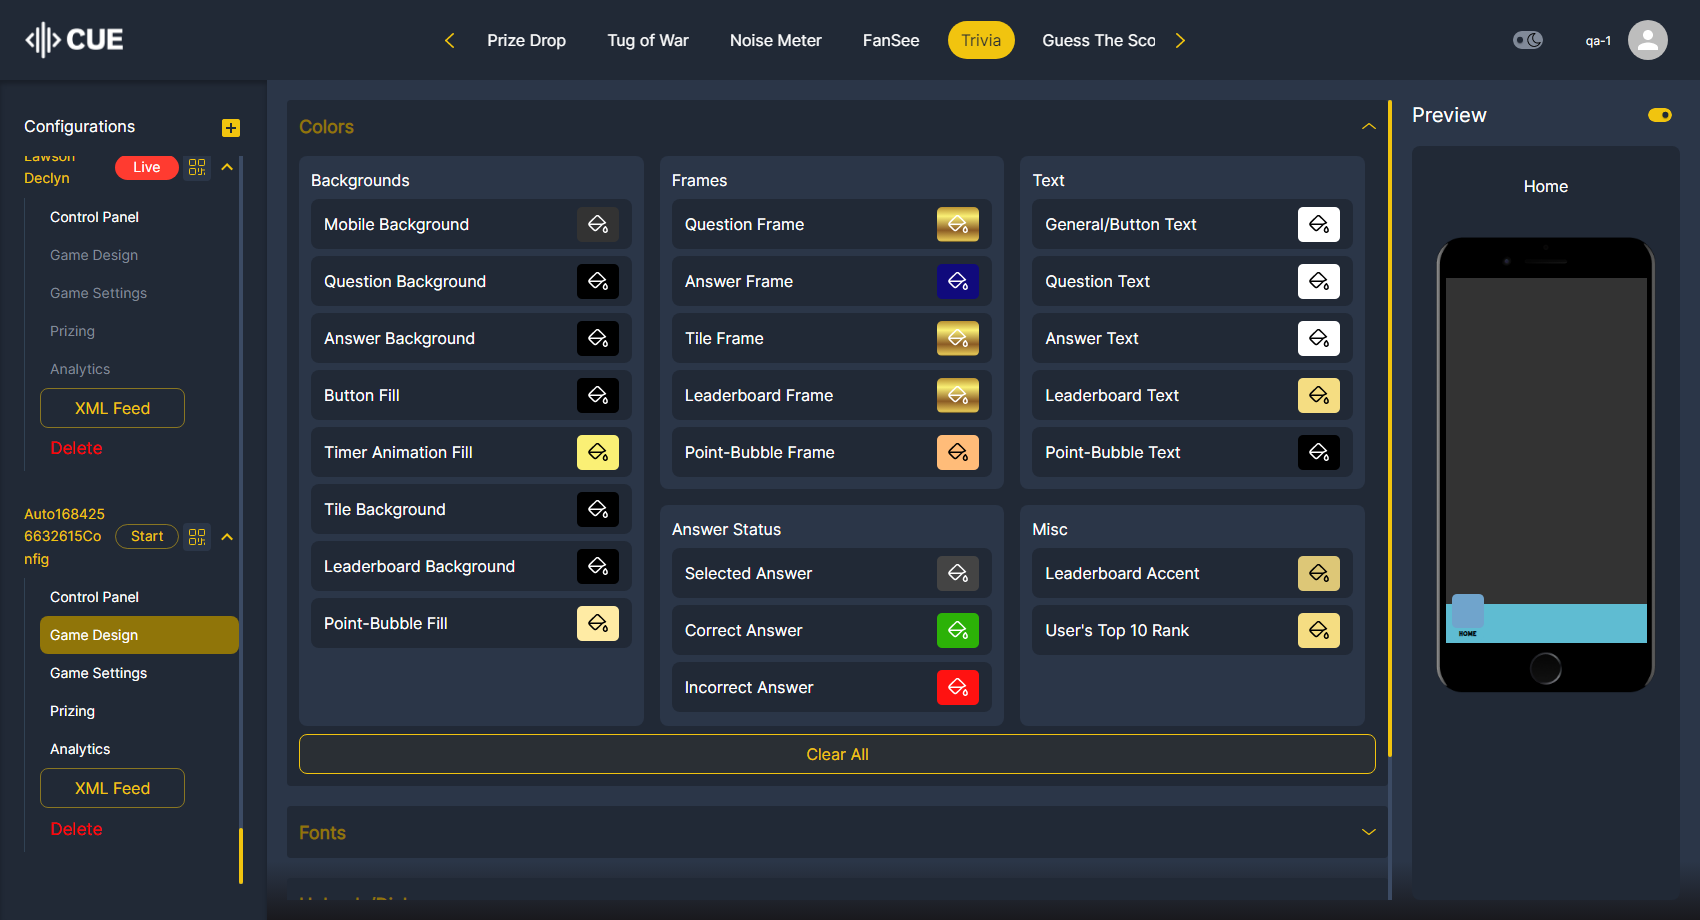 CUE
Prize Drop
Tug of War
Noise Meter
FanSee
Trivia
Guess The Sco
qa-1
Configurations
Lawson
Declyn
Live
Control Panel
Game Design
Game Settings
Prizing
Analytics
XML Feed
Delete
Auto168425
6632615Co
nfig
Start
Control Panel
Game Design
Game Settings
Prizing
Analytics
XML Feed
Delete
Colors
Backgrounds
Mobile Background
Question Background
Answer Background
Button Fill
Timer Animation Fill
Tile Background
Leaderboard Background
Point-Bubble Fill
Frames
Question Frame
Answer Frame
Tile Frame
Leaderboard Frame
Point-Bubble Frame
Text
General/Button Text
Question Text
Answer Text
Leaderboard Text
Point-Bubble Text
Answer Status
Selected Answer
Correct Answer
Incorrect Answer
Misc
Leaderboard Accent
User's Top 10 Rank
Clear All
Fonts
Preview
Home
HOME